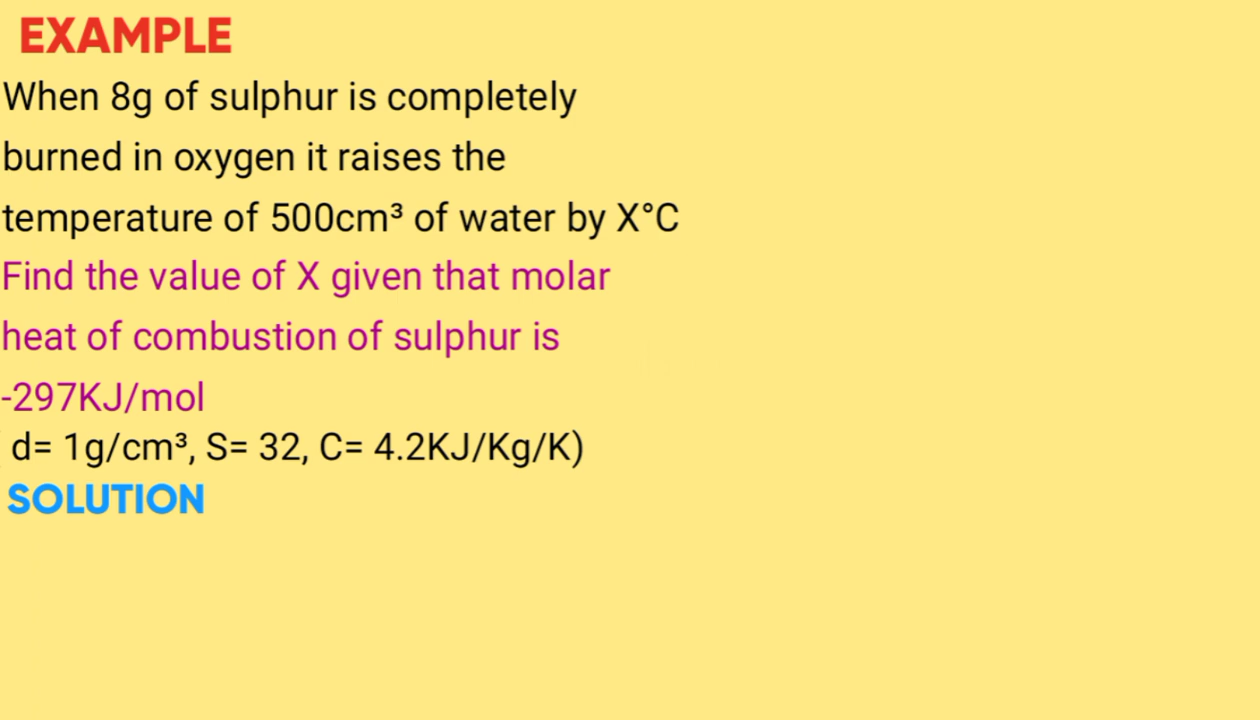 EXAMPLE
When 8g of sulphur is completely
burned in oxygen it raises the
temperature of 500cm³ of water by X°C
Find the value of X given that molar
heat of combustion of sulphur is
-297KJ/mol
( d= 1g/cm³, S= 32, C= 4.2KJ/Kg/K)
SOLUTION